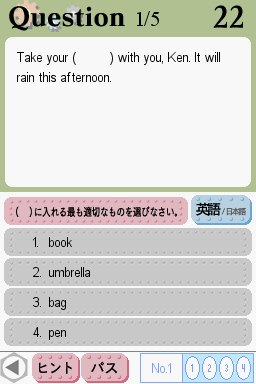 Question 1/5 22
Take your (      ) with you, Ken. It will
rain this afternoon.
(　)に入れる最も適切なものを選びなさい。 英語/日本語
1. book
2. umbrella
3. bag
4. pen
ヒント パス No.1 1 2 3 4